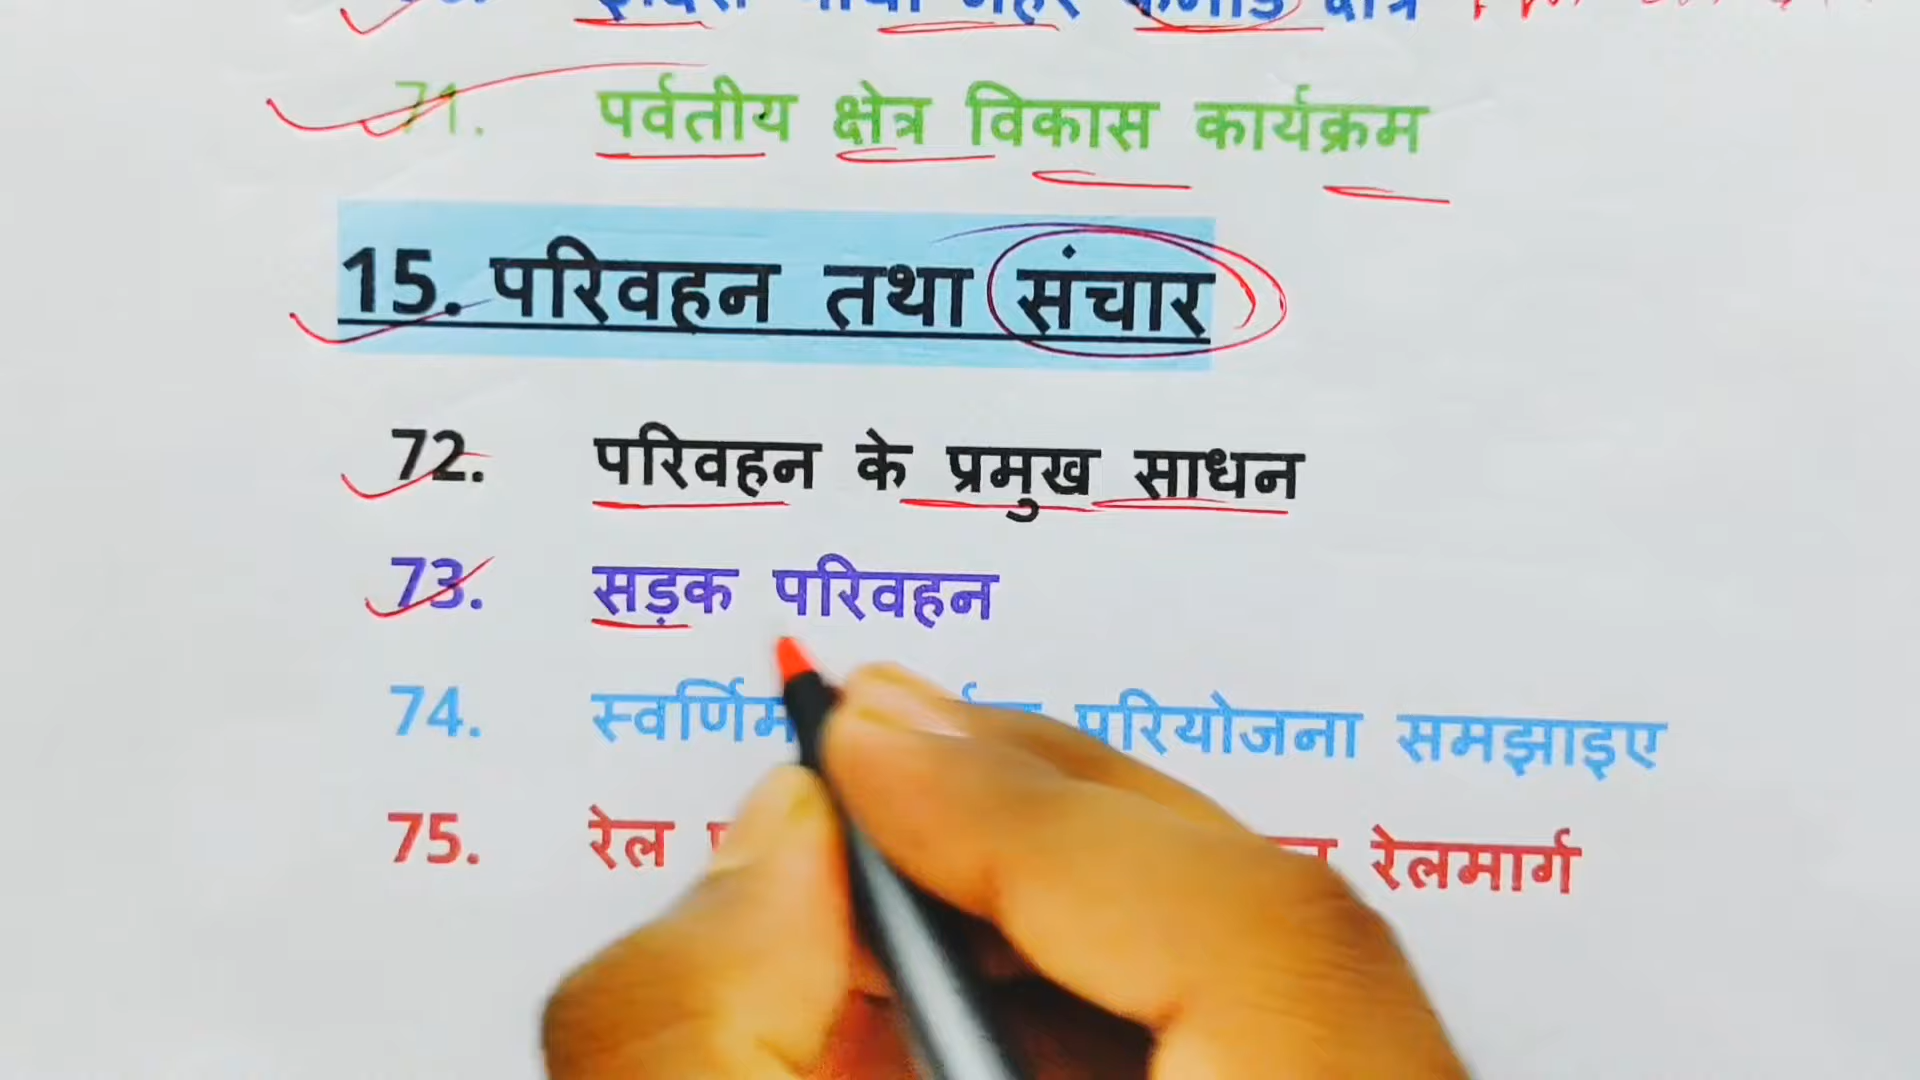 71. पर्वतीय क्षेत्र विकास कार्यक्रम
15. परिवहन तथा संचार
72. परिवहन के प्रमुख साधन
73. सड़क परिवहन
74. स्वर्णिम परियोजना समझाइए
75. रेल रेलमार्ग